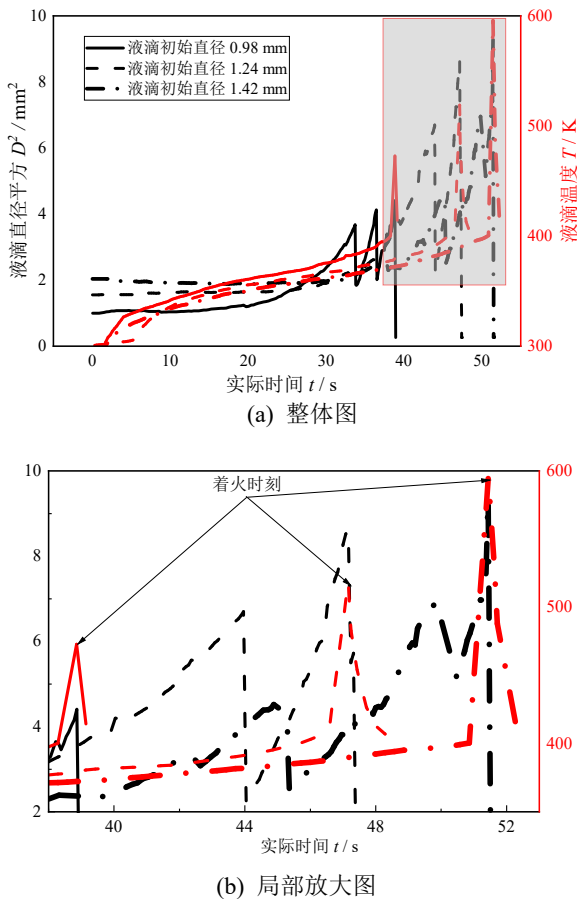 10
8
6
4
2
0
600
500
400
300
液滴直径平方 D² / mm²
液滴温度 T / K
液滴初始直径 0.98 mm
液滴初始直径 1.24 mm
液滴初始直径 1.42 mm
0 10 20 30 40 50
实际时间 t / s
(a) 整体图
10
8
6
4
2
600
500
400
着火时刻
40 44 48 52
实际时间 t / s
(b) 局部放大图